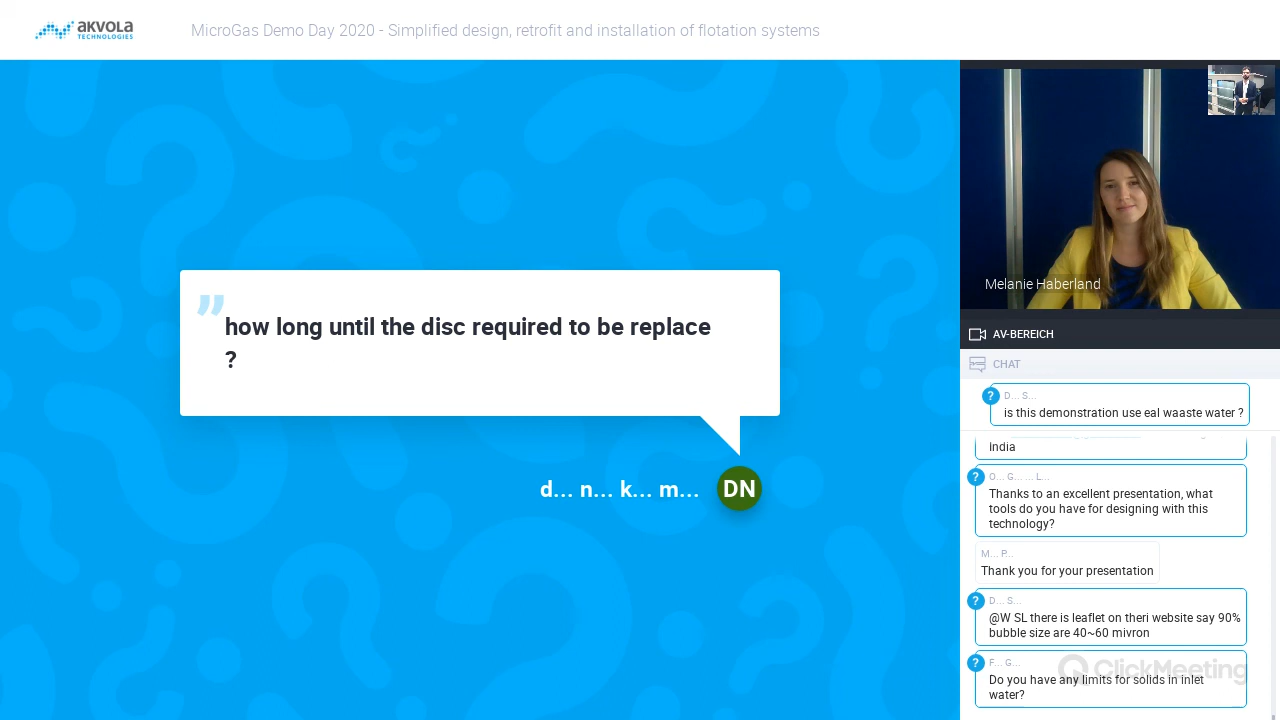 akvola
TECHNOLOGIES
MicroGas Demo Day 2020 - Simplified design, retrofit and installation of flotation systems
”
how long until the disc required to be replace
?
d... n... k... m...
DN
Melanie Haberland
AV-BEREICH
CHAT
?
D... S...
is this demonstration use eal waaste water ?
India
?
O... G... ... L...
Thanks to an excellent presentation, what
tools do you have for designing with this
technology?
M... P...
Thank you for your presentation
?
D... S...
@W SL there is leaflet on theri website say 90%
bubble size are 40~60 mivron
?
F... G...
Do you have any limits for solids in inlet
water?
ClickMeeting